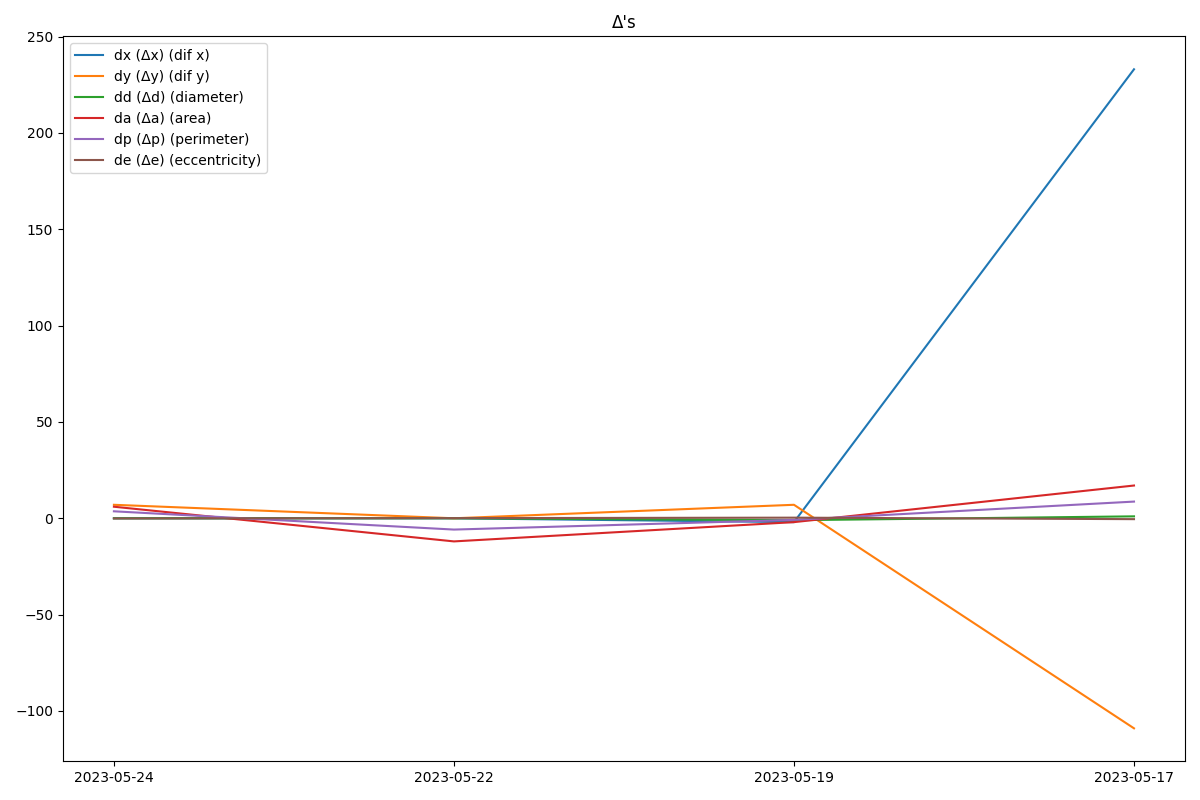 Δ's
dx (Δx) (dif x)
dy (Δy) (dif y)
dd (Δd) (diameter)
da (Δa) (area)
dp (Δp) (perimeter)
de (Δe) (eccentricity)
250
200
150
100
50
0
−50
−100
2023-05-24 2023-05-22 2023-05-19 2023-05-17